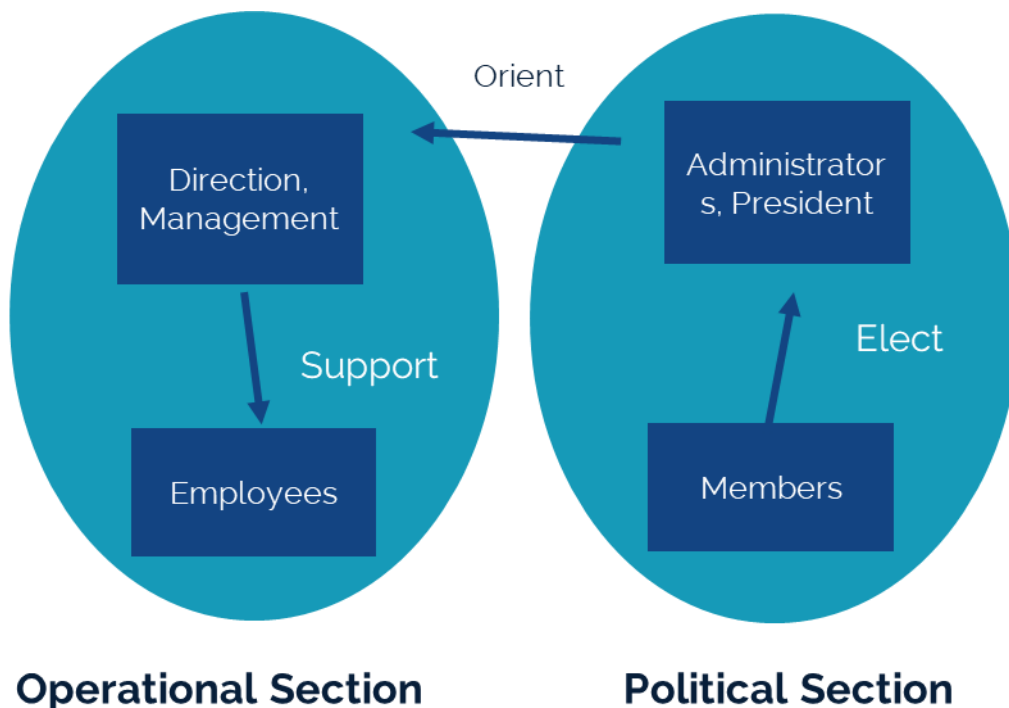 Orient
Direction,
Management
Administrator
s, President
Support
Elect
Employees
Members
Operational Section
Political Section